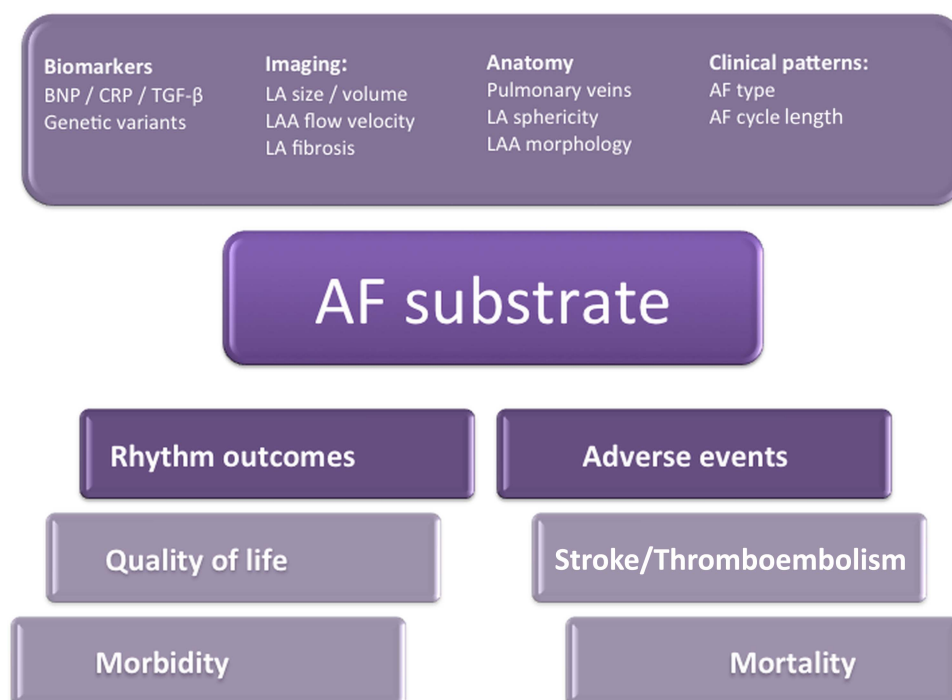 Biomarkers
BNP / CRP / TGF-β
Genetic variants
Imaging:
LA size / volume
LAA flow velocity
LA fibrosis
Anatomy
Pulmonary veins
LA sphericity
LAA morphology
Clinical patterns:
AF type
AF cycle length
AF substrate
Rhythm outcomes
Adverse events
Quality of life
Stroke/Thromboembolism
Morbidity
Mortality